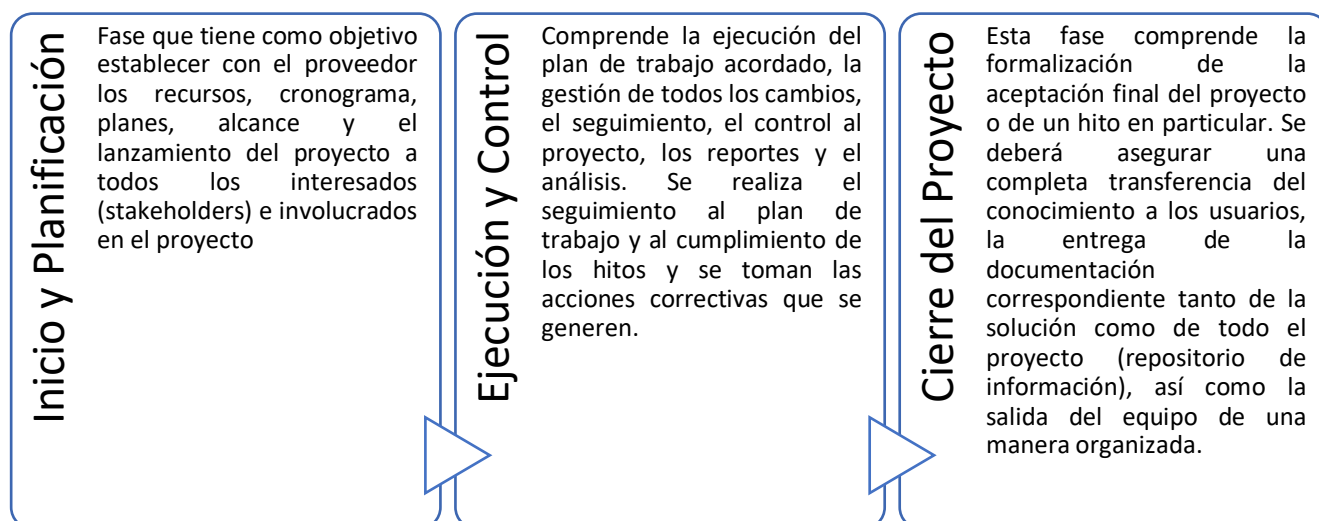 Inicio y Planificación
Fase que tiene como objetivo
establecer con el proveedor
los recursos, cronograma,
planes, alcance y el
lanzamiento del proyecto a
todos los interesados
(stakeholders) e involucrados
en el proyecto
Ejecución y Control
Comprende la ejecución del
plan de trabajo acordado, la
gestión de todos los cambios,
el seguimiento, el control al
proyecto, los reportes y el
análisis. Se realiza el
seguimiento al plan de
trabajo y al cumplimiento de
los hitos y se toman las
acciones correctivas que se
generen.
Cierre del Proyecto
Esta fase comprende la
formalización de la
aceptación final del proyecto
o de un hito en particular. Se
deberá asegurar una
completa transferencia del
conocimiento a los usuarios,
la entrega de la
documentación
correspondiente tanto de la
solución como de todo el
proyecto (repositorio de
información), así como la
salida del equipo de una
manera organizada.